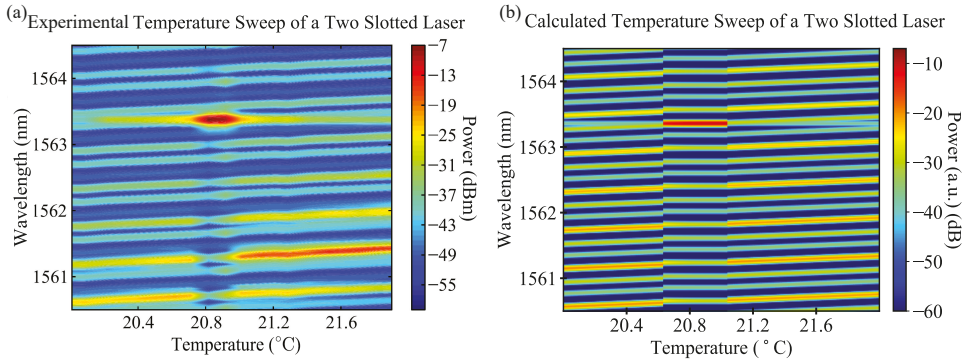 (a) Experimental Temperature Sweep of a Two Slotted Laser
1564
1563
1562
1561
Wavelength (nm)
20.4 20.8 21.2 21.6
Temperature (°C)
−7
−13
−19
−25
−31
−37
−43
−49
−55
Power (dBm)
(b) Calculated Temperature Sweep of a Two Slotted Laser
1564
1563
1562
1561
Wavelength (nm)
20.4 20.8 21.2 21.6
Temperature (°C)
−10
−20
−30
−40
−50
−60
Power (a.u.) (dB)